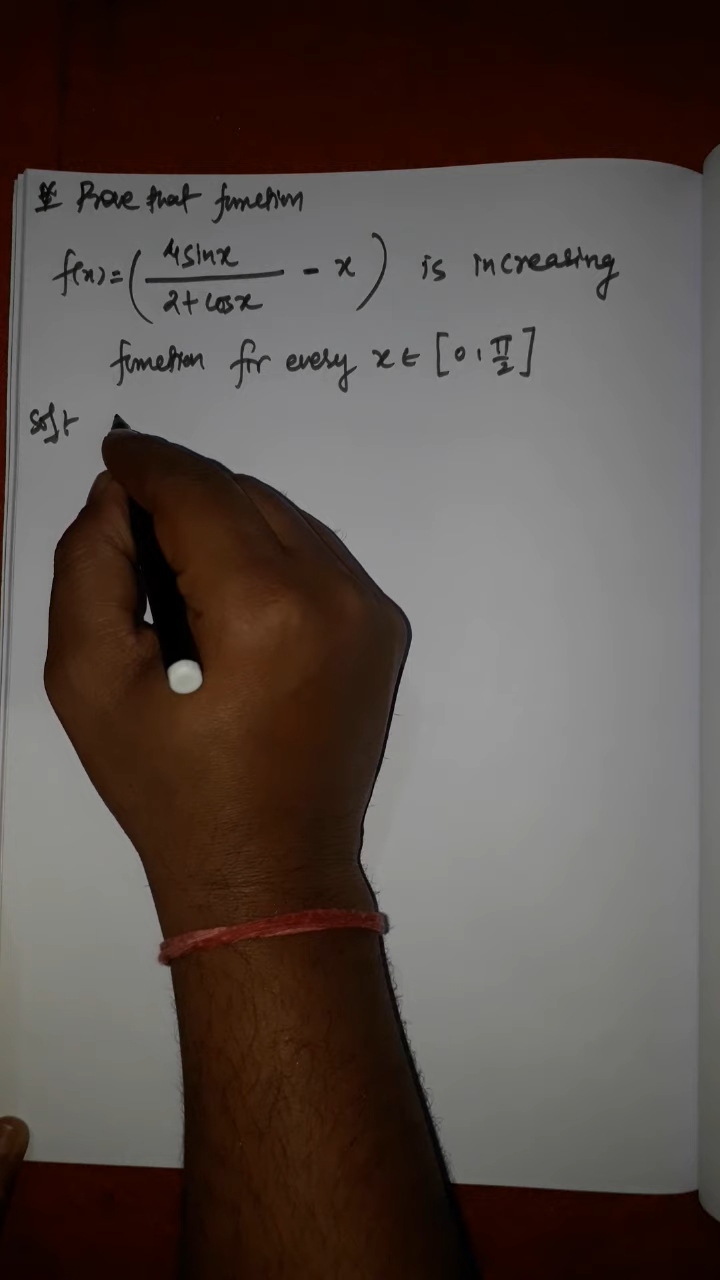 Prove that function
f(x) = ( 4sinx / 2+cosx - x ) is increasing
function for every x ∈ [0, π/2]
Sol:-